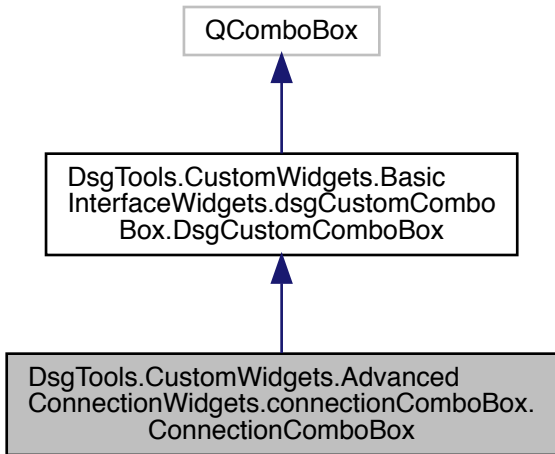 QComboBox
DsgTools.CustomWidgets.Basic
InterfaceWidgets.dsgCustomCombo
Box.DsgCustomComboBox
DsgTools.CustomWidgets.Advanced
ConnectionWidgets.connectionComboBox.
ConnectionComboBox